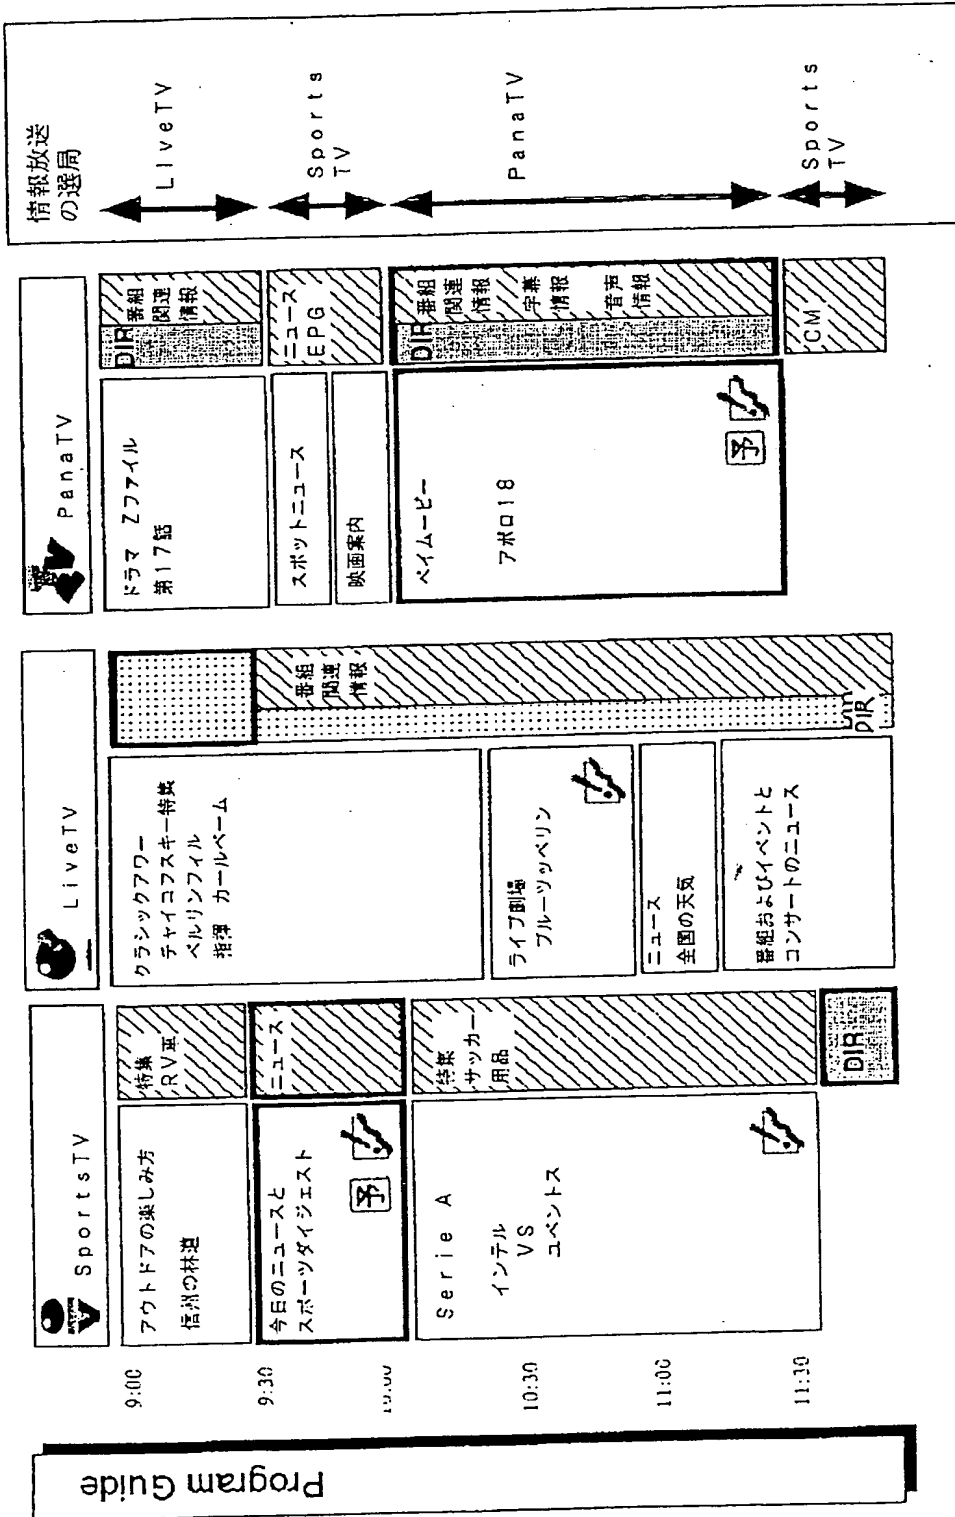 Program Guide
9:00
9:30
10:00
10:30
11:00
11:30
SportsTV
アウトドアの楽しみ方
信州の林道
特集
RV車
今日のニュースと
スポーツダイジェスト
予
ニュース
Serie A
インテル
VS
ユベントス
特集
サッカー
用品
DIR
LiveTV
クラシックアワー
チャイコフスキー特集
ベルリンフィル
指揮 カールベーム
番組
関連
情報
ライブ劇場
ブルーツッペリン
ニュース
全国の天気
番組およびイベントと
コンサートのニュース
DIR
PanaTV
ドラマ Zファイル
第17話
DIR
番組
関連
情報
スポットニュース
映画案内
ニュース
EPG
ペイムービー
アポロ18
予
DIR
番組
関連
情報
字幕
情報
音声
情報
CM
情報放送
の選局
LiveTV
Sports
TV
PanaTV
Sports
TV